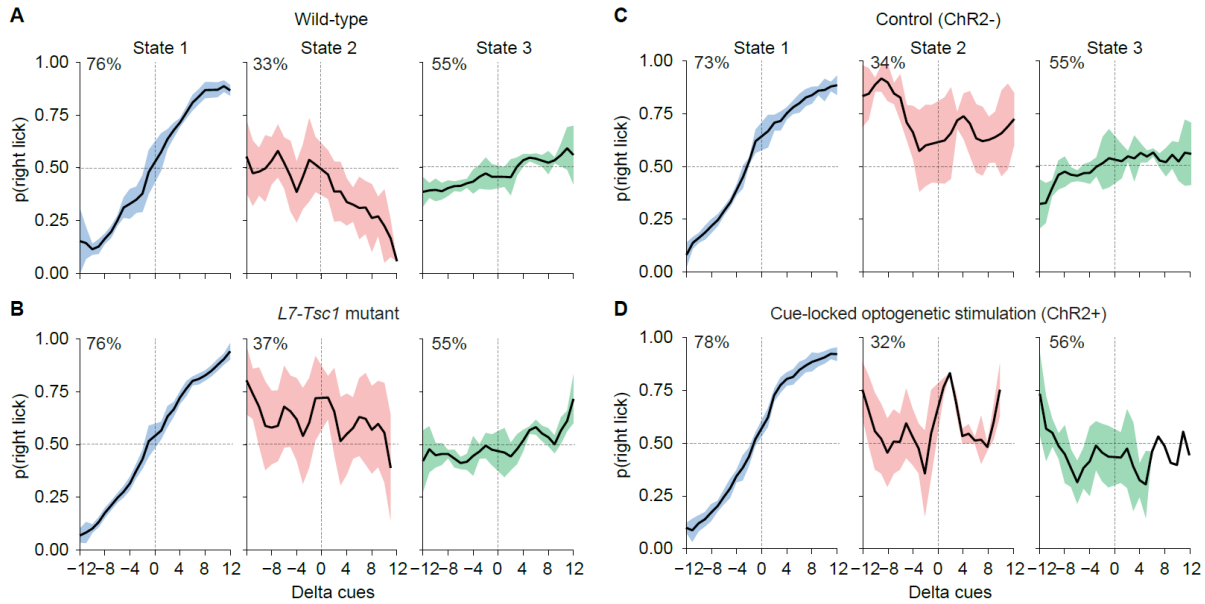 A
Wild-type
State 1
State 2
State 3
76%
33%
55%
p(right lick)
1.00
0.75
0.50
0.25
0.00
B
L7-Tsc1 mutant
76%
37%
55%
p(right lick)
1.00
0.75
0.50
0.25
0.00
−12 −8 −4 0 4 8 12
−12 −8 −4 0 4 8 12
−12 −8 −4 0 4 8 12
Delta cues
C
Control (ChR2-)
State 1
State 2
State 3
73%
34%
55%
p(right lick)
1.00
0.75
0.50
0.25
0.00
D
Cue-locked optogenetic stimulation (ChR2+)
78%
32%
56%
p(right lick)
1.00
0.75
0.50
0.25
0.00
−12 −8 −4 0 4 8 12
−12 −8 −4 0 4 8 12
−12 −8 −4 0 4 8 12
Delta cues